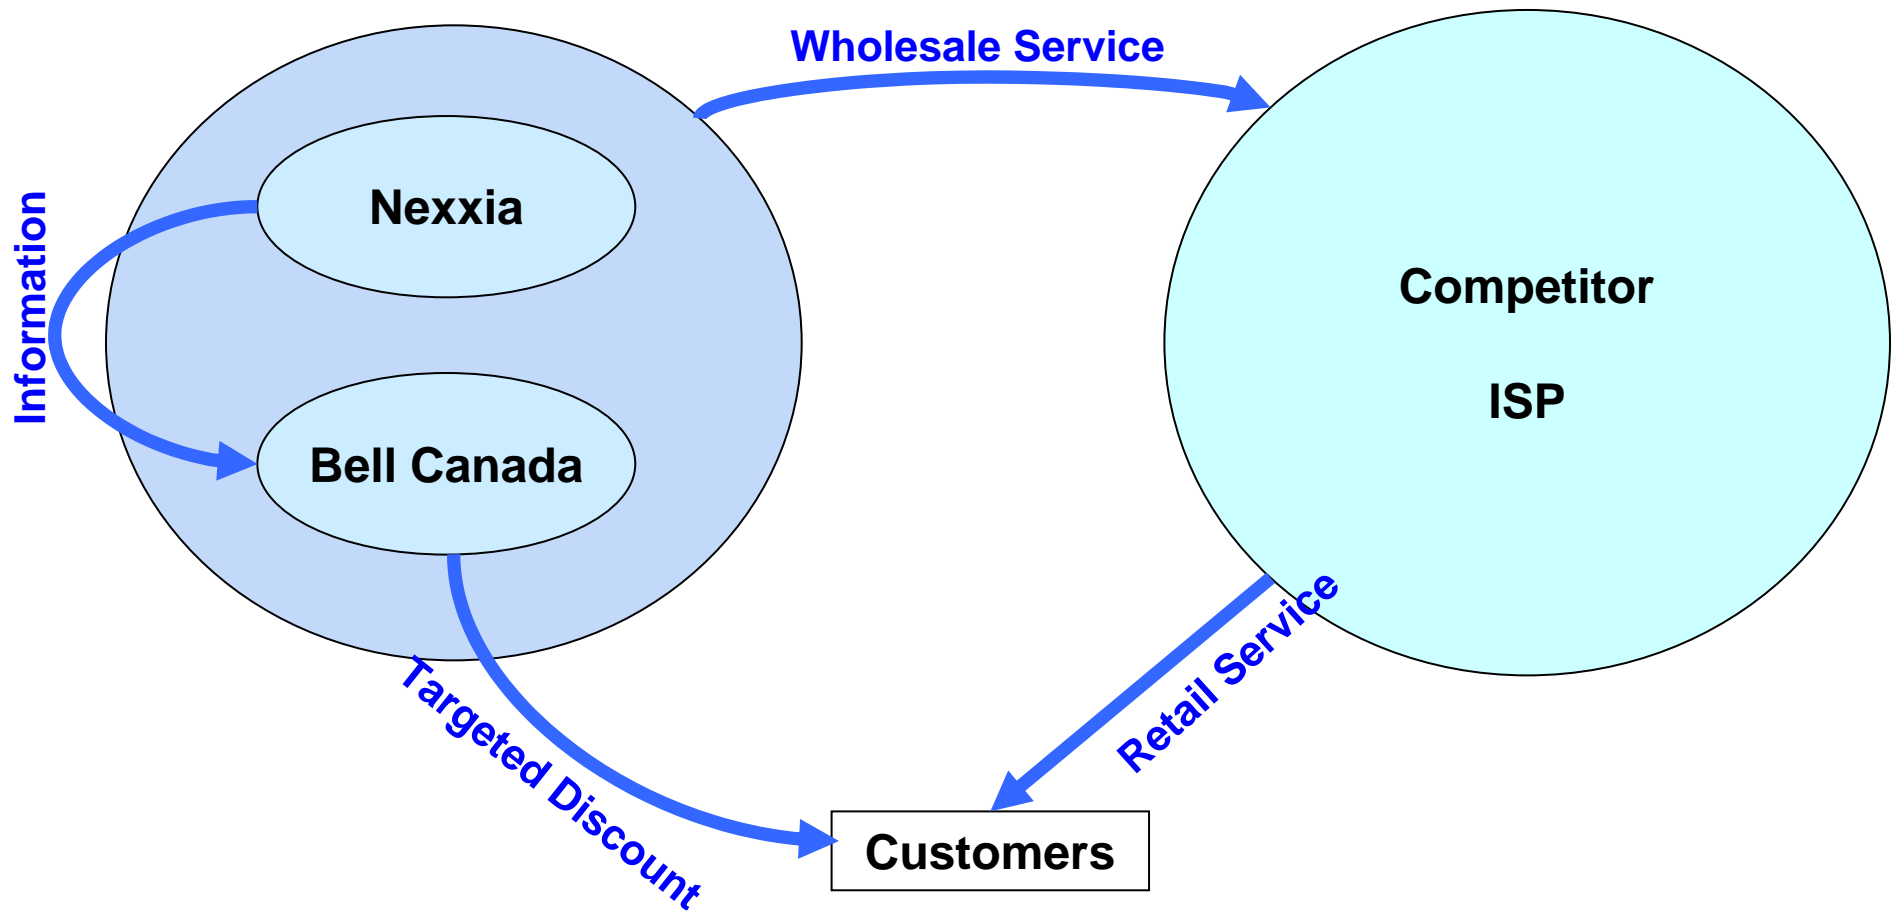 Wholesale Service
Nexxia
Information
Competitor
ISP
Bell Canada
Retail Service
Targeted Discount
Customers